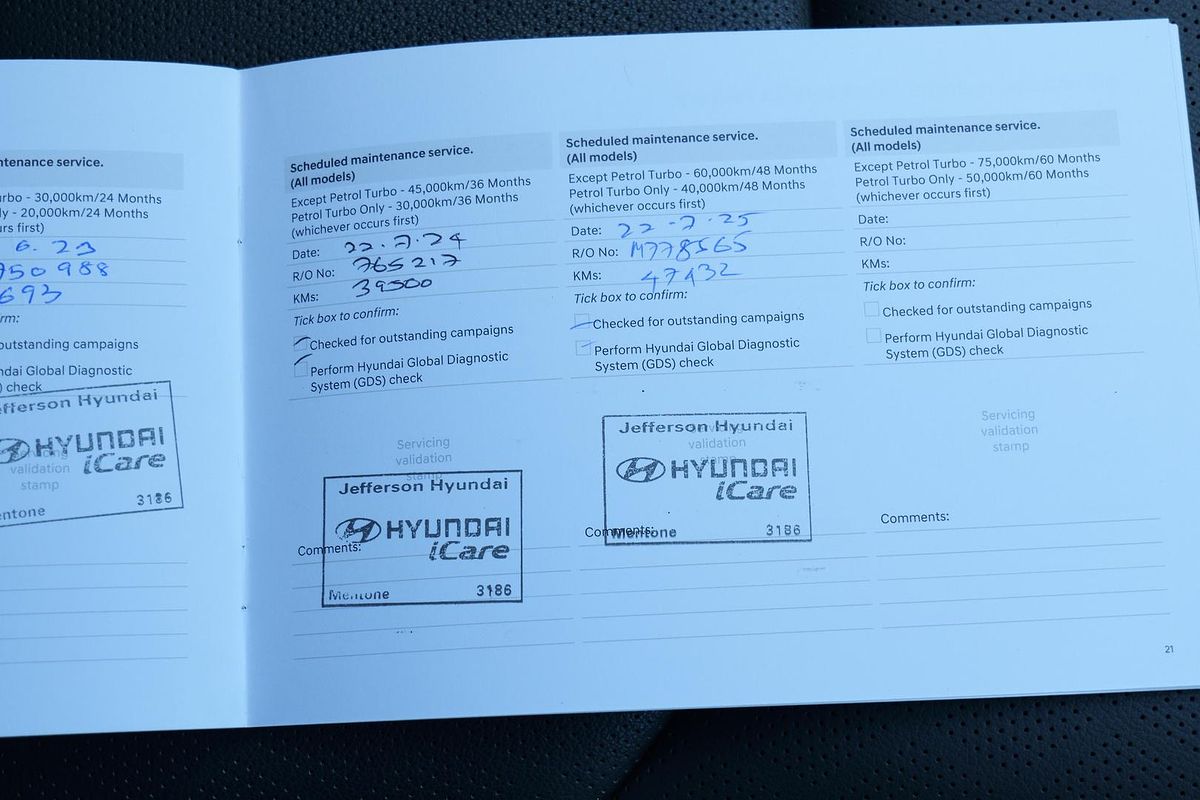 ntenance service.
rbo - 30,000km/24 Months
ly - 20,000km/24 Months
urs first)
6. 23
750 988
693
rm:
outstanding campaigns
ndai Global Diagnostic
) check
efferson Hyundai
HYUNDAI
iCare
validation
stamp
entone
3186
Scheduled maintenance service.
(All models)
Except Petrol Turbo - 45,000km/36 Months
Petrol Turbo Only - 30,000km/36 Months
(whichever occurs first)
Date: 22.7.24
R/O No: 765217
KMs: 39500
Tick box to confirm:
Checked for outstanding campaigns
Perform Hyundai Global Diagnostic
System (GDS) check
Servicing
validation
stamp
Jefferson Hyundai
HYUNDAI
iCare
Comments:
Mentone 3186
Scheduled maintenance service.
(All models)
Except Petrol Turbo - 60,000km/48 Months
Petrol Turbo Only - 40,000km/48 Months
(whichever occurs first)
Date: 22-7.25
R/O No: M778565
KMs: 47432
Tick box to confirm:
Checked for outstanding campaigns
Perform Hyundai Global Diagnostic
System (GDS) check
Jefferson Hyundai
validation
stamp
HYUNDAI
iCare
Comments:
Mentone 3186
Scheduled maintenance service.
(All models)
Except Petrol Turbo - 75,000km/60 Months
Petrol Turbo Only - 50,000km/60 Months
(whichever occurs first)
Date:
R/O No:
KMs:
Tick box to confirm:
Checked for outstanding campaigns
Perform Hyundai Global Diagnostic
System (GDS) check
Servicing
validation
stamp
Comments:
21